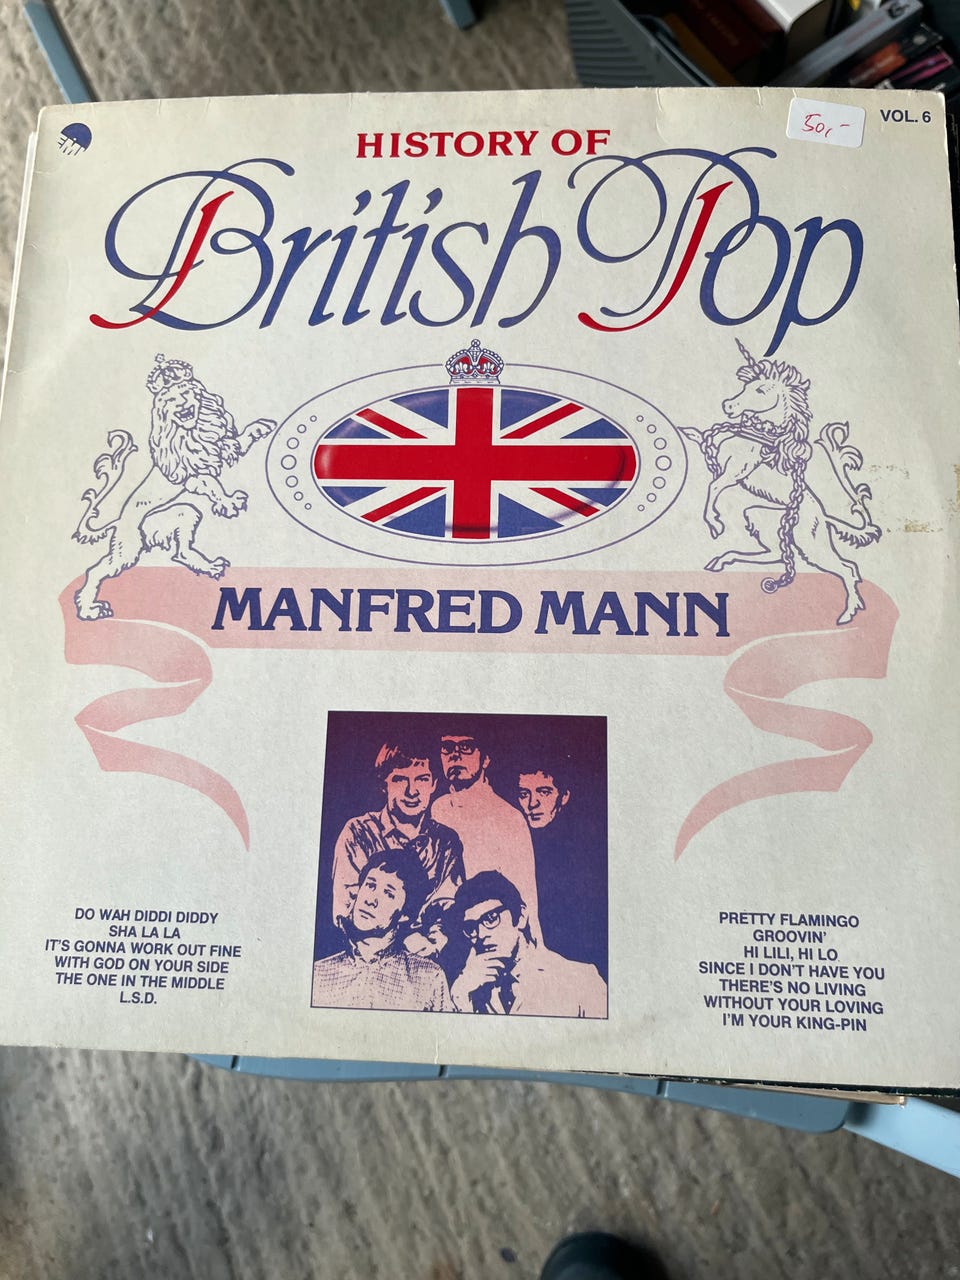 EMI
50,-
VOL. 6
HISTORY OF
British Pop
MANFRED MANN
DO WAH DIDDI DIDDY
SHA LA LA
IT'S GONNA WORK OUT FINE
WITH GOD ON YOUR SIDE
THE ONE IN THE MIDDLE
L.S.D.
PRETTY FLAMINGO
GROOVIN'
HI LILI, HI LO
SINCE I DON'T HAVE YOU
THERE'S NO LIVING
WITHOUT YOUR LOVING
I'M YOUR KING-PIN